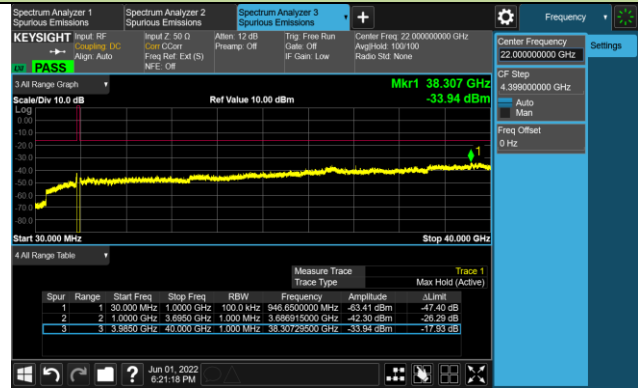 Spectrum Analyzer 1
Spurious Emissions
Spectrum Analyzer 2
Spurious Emissions
Spectrum Analyzer 3
Spurious Emissions
Frequency
KEYSIGHT
Input: RF
Coupling: DC
Align: Auto
Input Z: 50 Ω
Corr CCorr
Freq Ref: Ext (S)
NFE: Off
Atten: 12 dB
Preamp: Off
Trig: Free Run
Gate: Off
IF Gain: Low
Center Freq: 22.000000000 GHz
Avg|Hold: 100/100
Radio Std: None
PASS
Center Frequency
22.000000000 GHz
Settings
CF Step
4.399000000 GHz
Auto
Man
Freq Offset
0 Hz
3 All Range Graph
Mkr1 38.307 GHz
Scale/Div 10.0 dB
Ref Value 10.00 dBm
-33.94 dBm
Log
0.00
-10.0
-20.0
-30.0
-40.0
-50.0
-60.0
-70.0
-80.0
1
Start 30.000 MHz
Stop 40.000 GHz
4 All Range Table
Measure Trace Trace 1
Trace Type Max Hold (Active)
Spur Range Start Freq Stop Freq RBW Frequency Amplitude ΔLimit
1 1 30.000 MHz 1.0000 GHz 100.0 kHz 946.6500000 MHz -63.41 dBm -47.40 dB
2 2 1.0000 GHz 3.6950 GHz 1.000 MHz 3.686915000 GHz -42.30 dBm -26.29 dB
3 3 3.9850 GHz 40.000 GHz 1.000 MHz 38.30729500 GHz -33.94 dBm -17.93 dB
Jun 01, 2022
6:21:18 PM